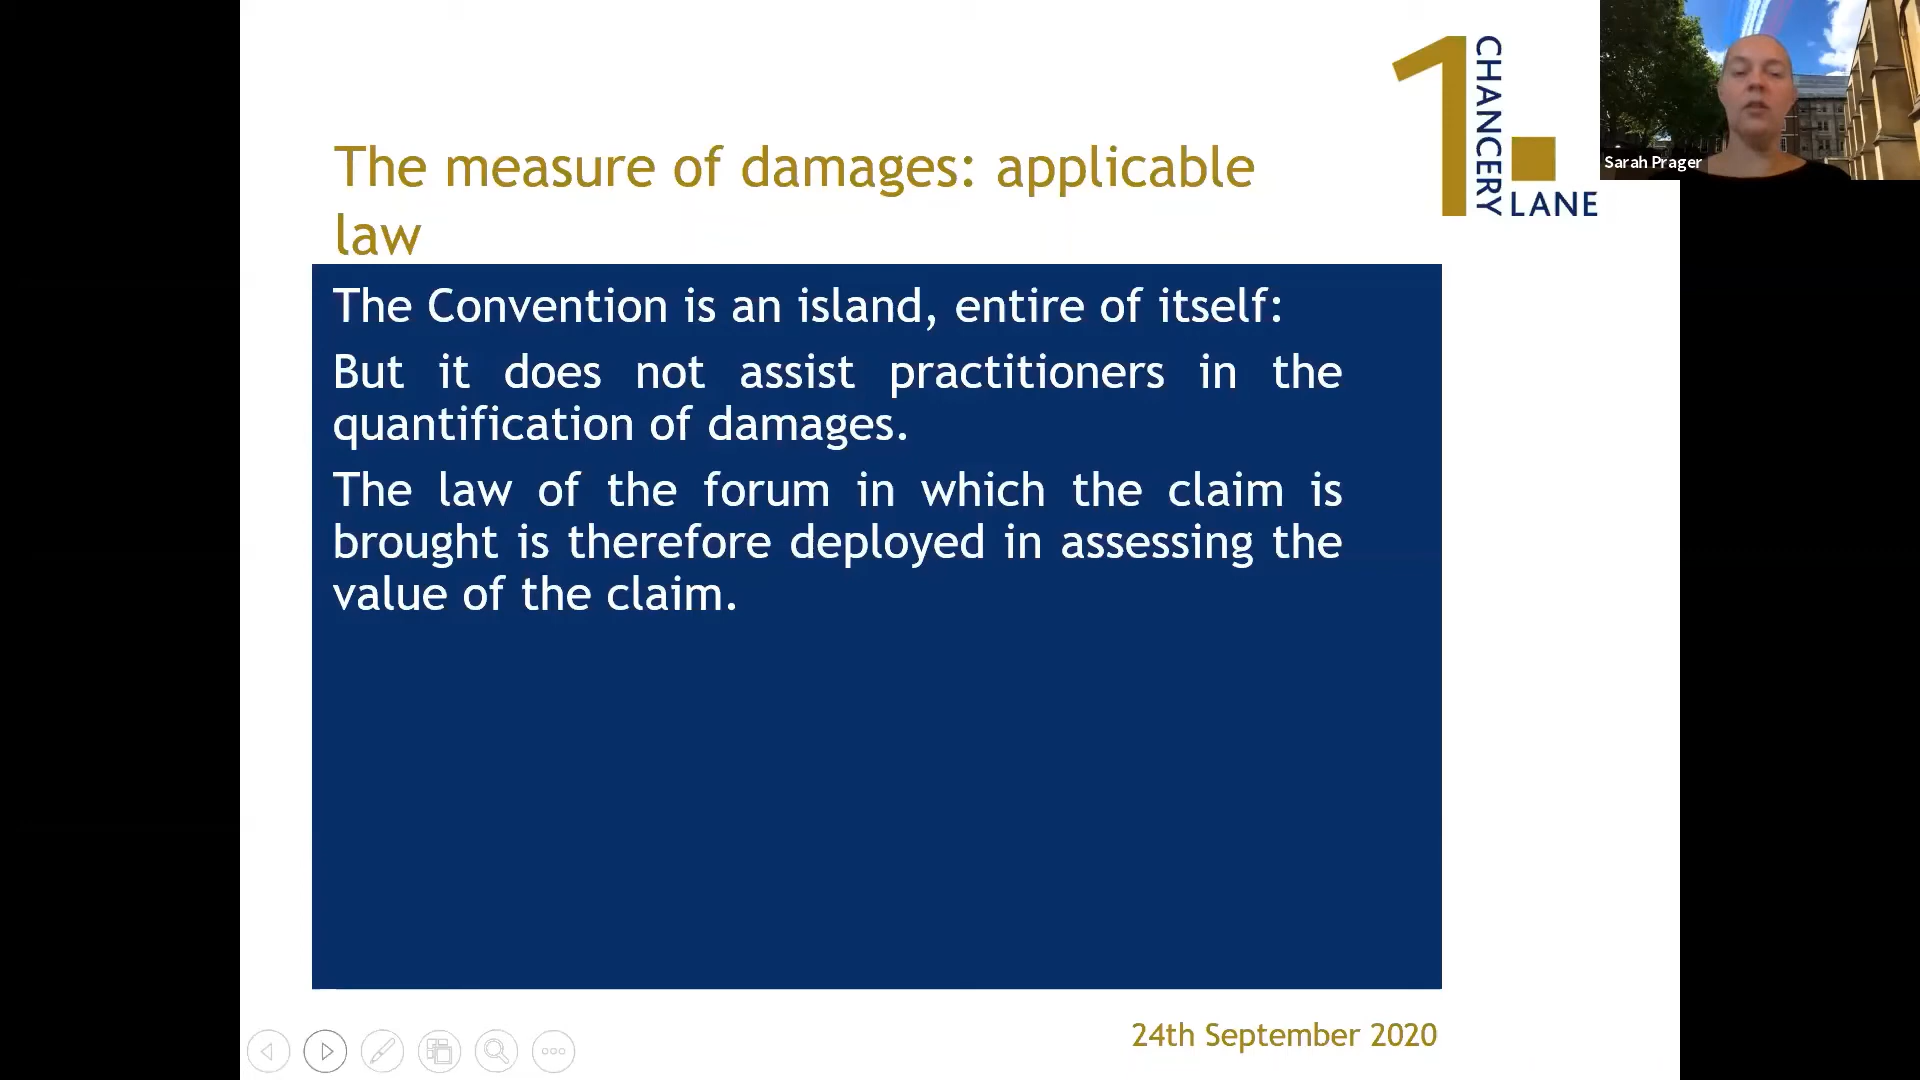 The measure of damages: applicable
law
The Convention is an island, entire of itself:
But it does not assist practitioners in the
quantification of damages.
The law of the forum in which the claim is
brought is therefore deployed in assessing the
value of the claim.
24th September 2020
1
CHANCERY
LANE
Sarah Prager